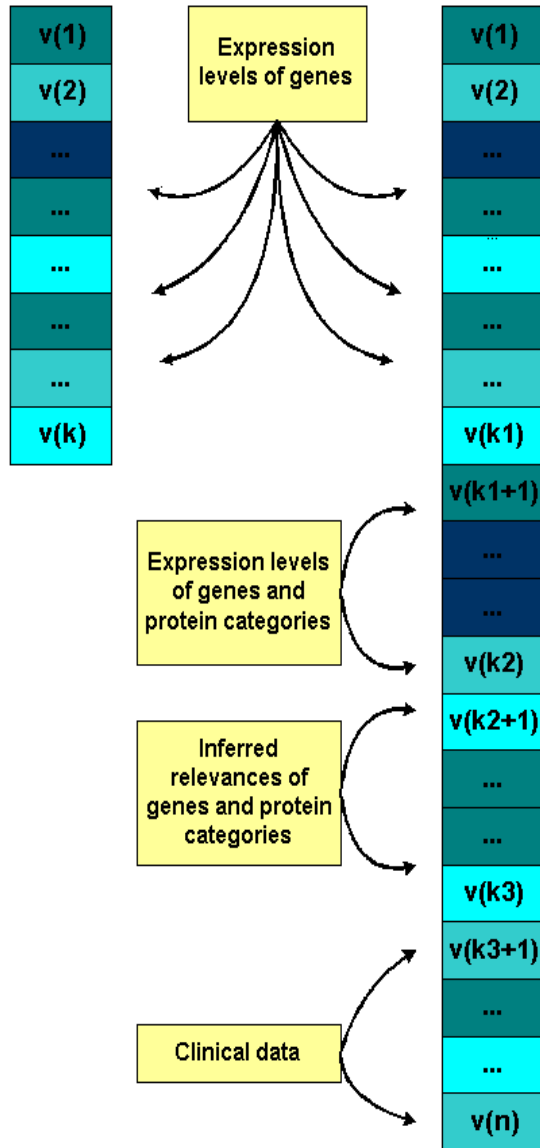 v(1)
v(2)
...
...
...
...
...
v(k)
Expression
levels of genes
v(1)
v(2)
...
...
...
...
...
...
v(k1)
v(k1+1)
...
...
v(k2)
v(k2+1)
...
...
v(k3)
v(k3+1)
...
...
v(n)
Expression levels
of genes and
protein categories
Inferred
relevances of
genes and protein
categories
Clinical data